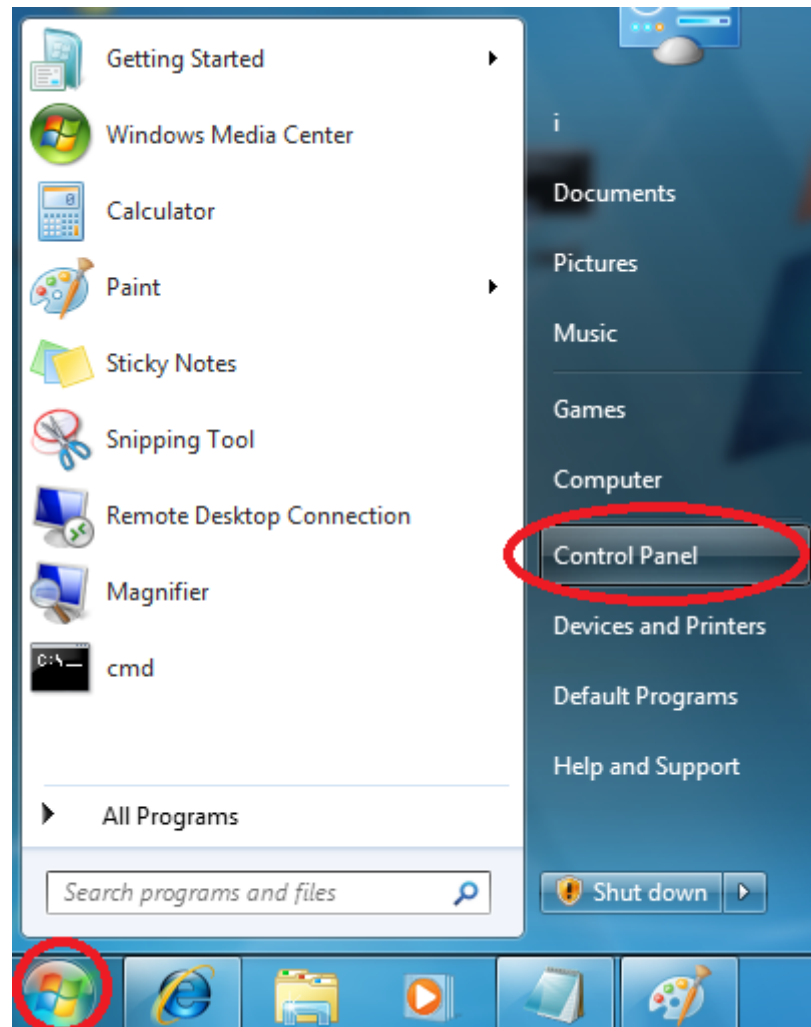 Getting Started
Windows Media Center
Calculator
Paint
Sticky Notes
Snipping Tool
Remote Desktop Connection
Magnifier
C:\
cmd
All Programs
Search programs and files
i
Documents
Pictures
Music
Games
Computer
Control Panel
Devices and Printers
Default Programs
Help and Support
Shut down